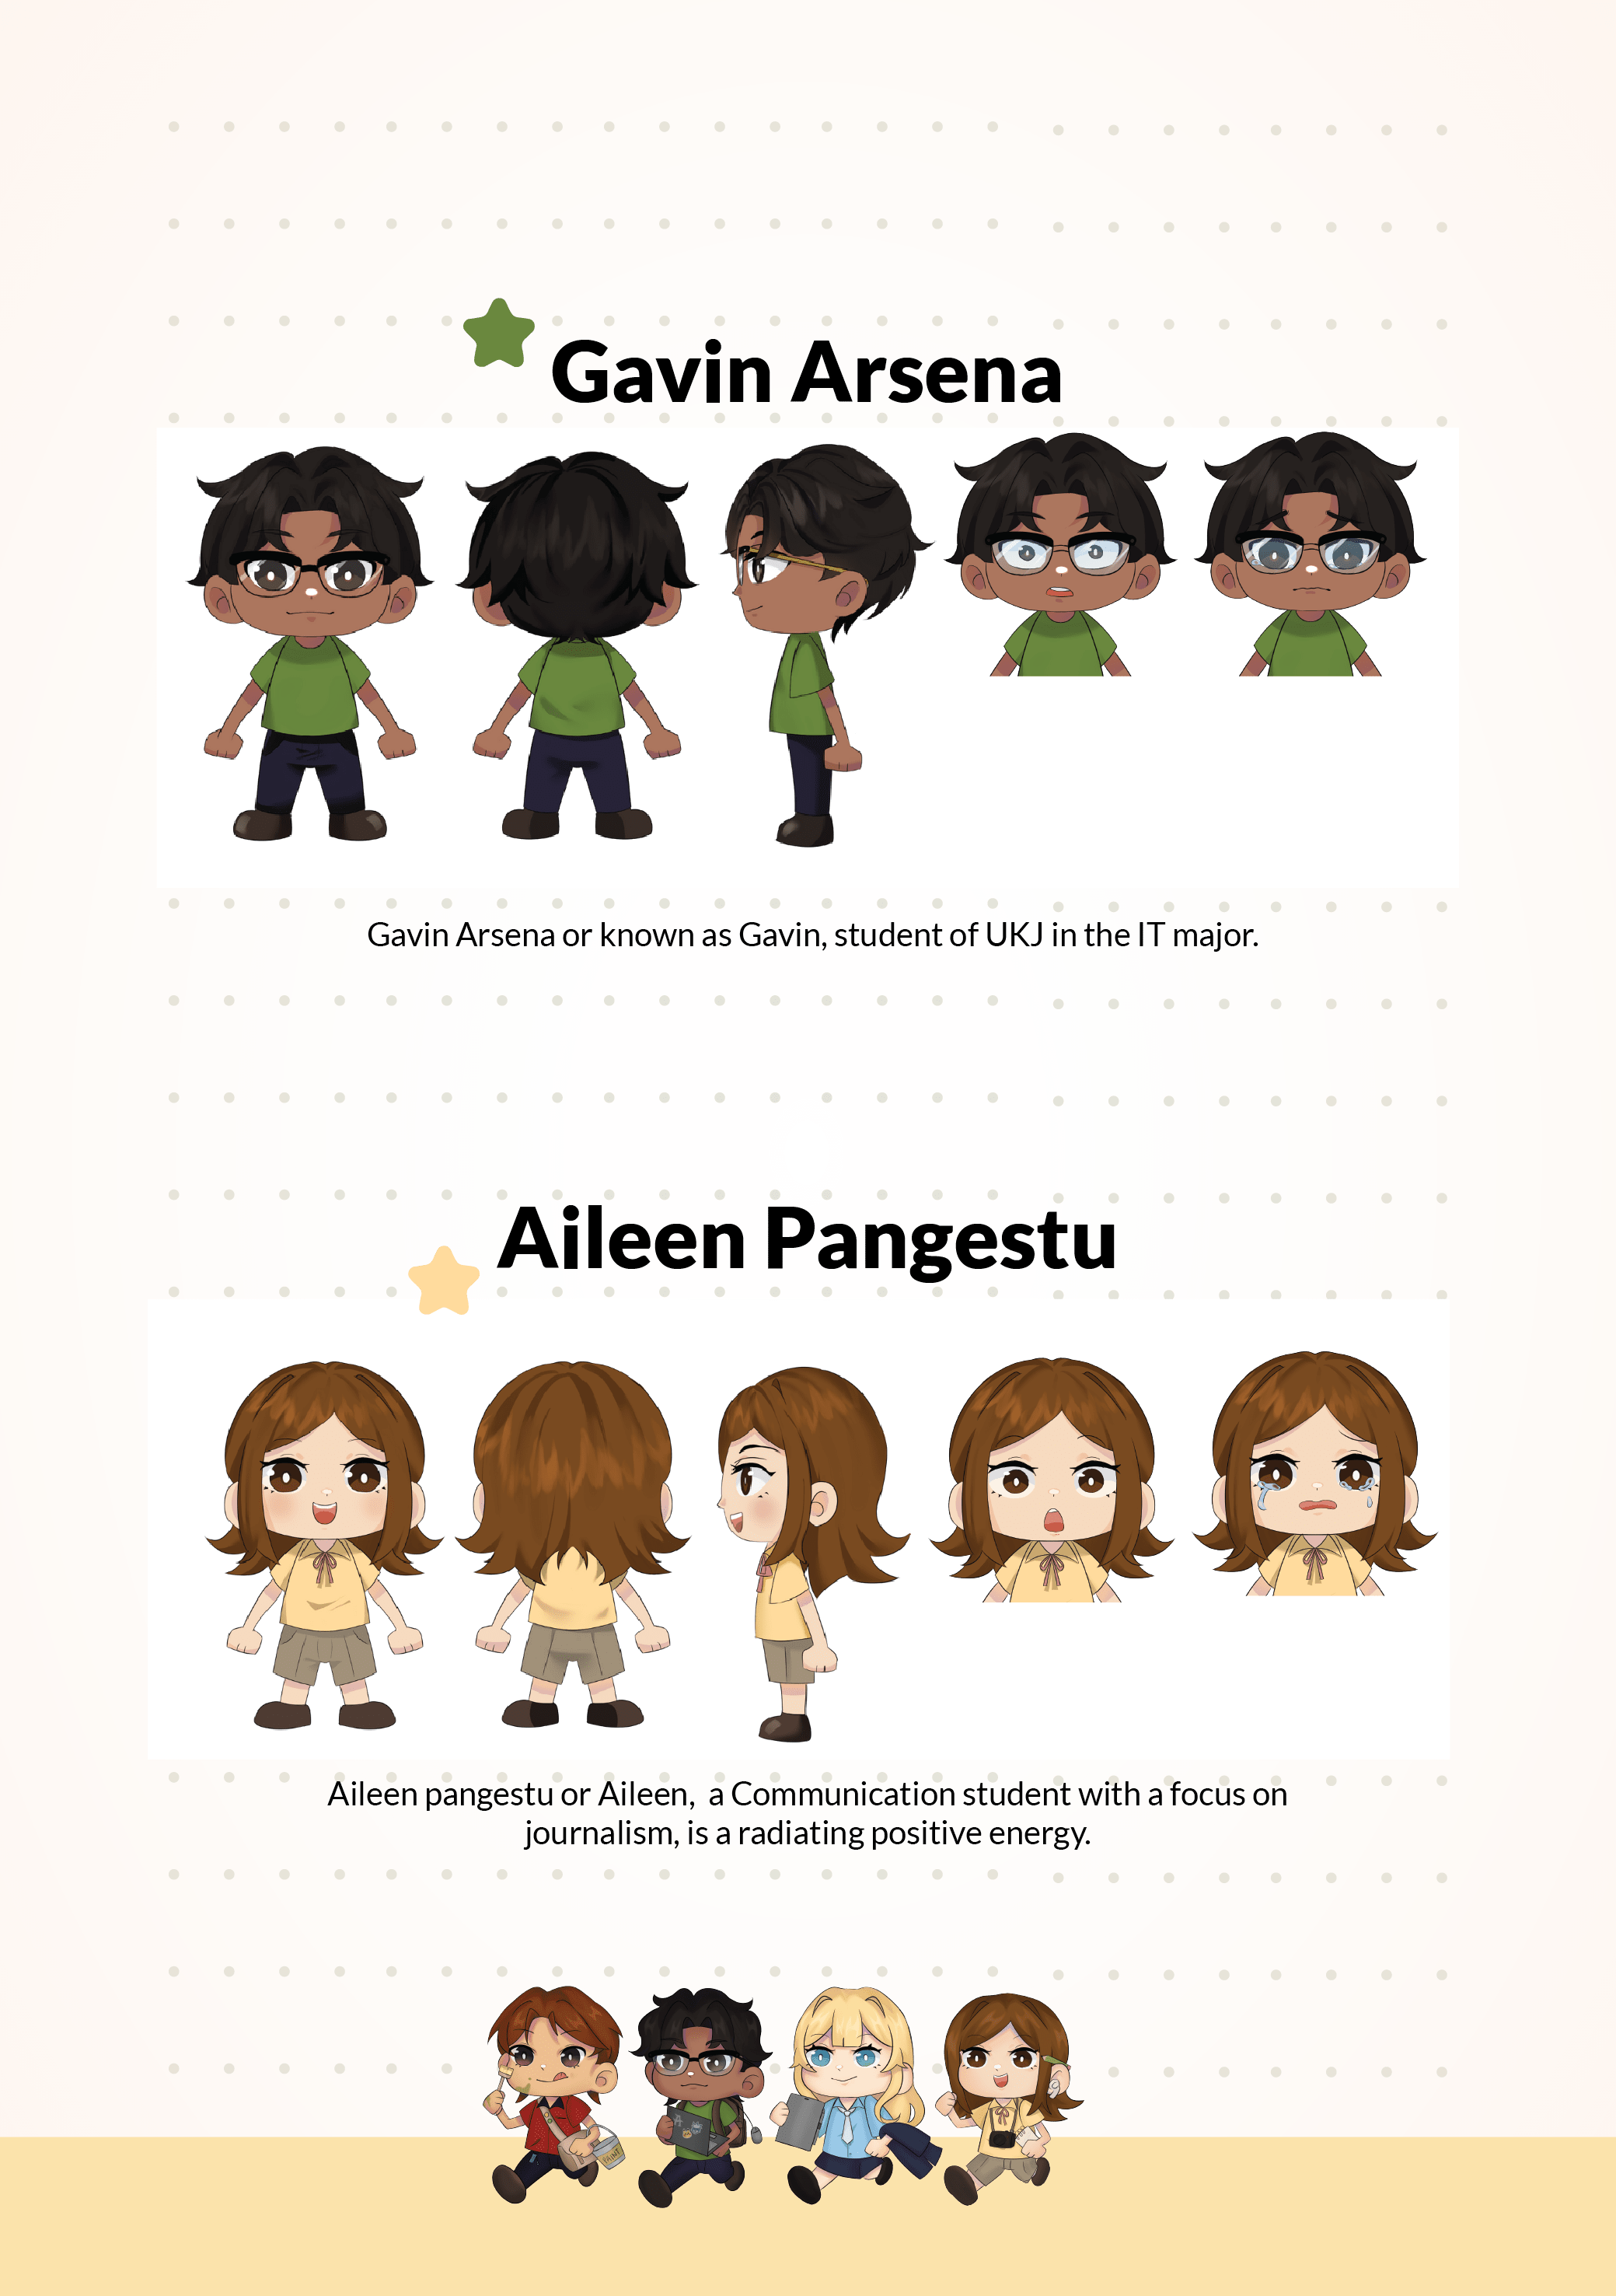 Gavin Arsena
Gavin Arsena or known as Gavin, student of UKJ in the IT major.
Aileen Pangestu
Aileen pangestu or Aileen,  a Communication student with a focus on
journalism, is a radiating positive energy.
PAINT